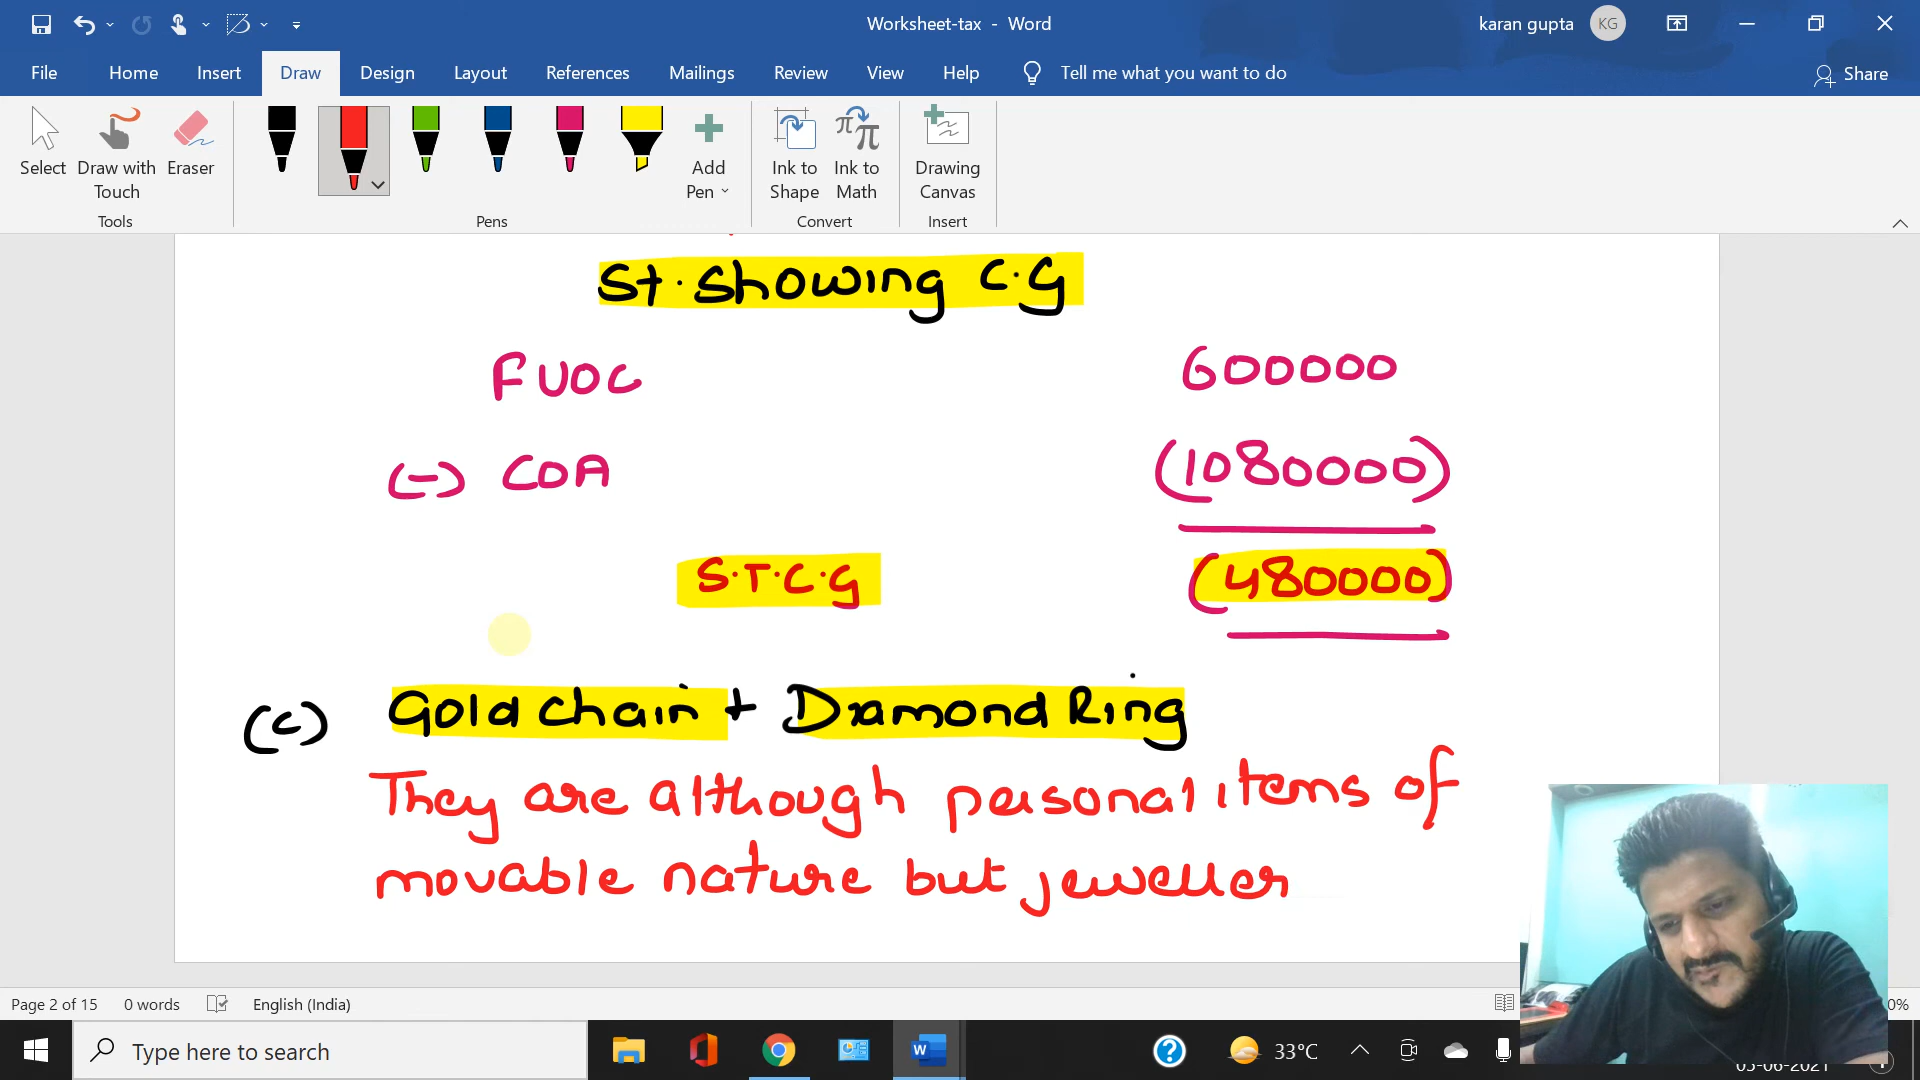 Worksheet-tax - Word
karan gupta KG
File Home Insert Draw Design Layout References Mailings Review View Help Tell me what you want to do Share
Select Draw with Touch Eraser Add Pen Ink to Shape Ink to Math Drawing Canvas
Tools Pens Convert Insert
St. Showing C.G
FVOC 600000
(-) COA (1080000)
S.T.C.G (480000)
(c) Gold chain + Diamond Ring
They are although personal items of
movable nature but jeweller
Page 2 of 15 0 words English (India) 0%
Type here to search 33°C